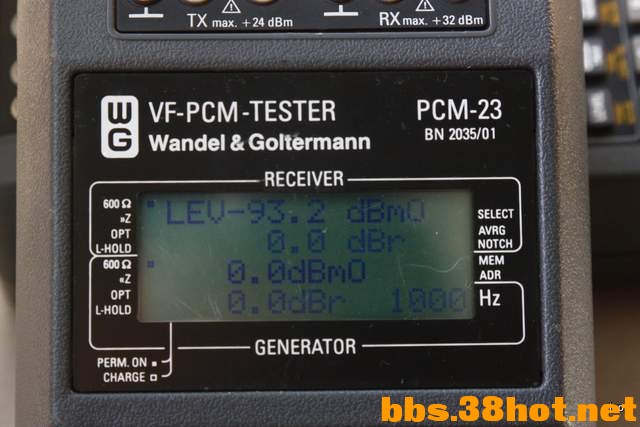 TX max. +24 dBm
RX max. +32 dBm
WG
VF-PCM-TESTER
Wandel & Goltermann
PCM-23
BN 2035/01
RECEIVER
600 Ω
»Z
OPT
L-HOLD
LEV-93.2 dBm0
0.0 dBr
SELECT
AVRG
NOTCH
600 Ω
«Z
OPT
L-HOLD
0.0dBm0
0.0dBr 1000
MEM
ADR
Hz
GENERATOR
PERM. ON
CHARGE
bbs.38hot.net